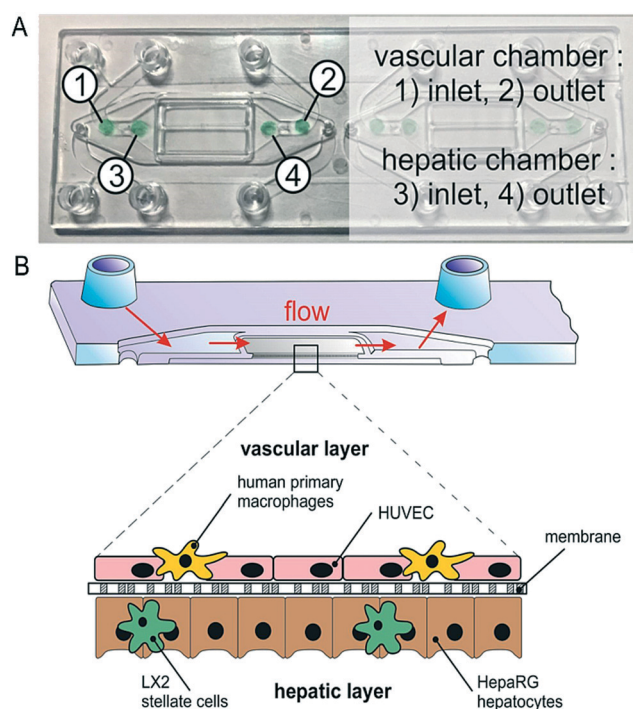 A
1
2
3
4
vascular chamber :
1) inlet, 2) outlet
hepatic chamber :
3) inlet, 4) outlet
B
flow
vascular layer
human primary
macrophages
HUVEC
membrane
LX2
stellate cells
hepatic layer
HepaRG
hepatocytes